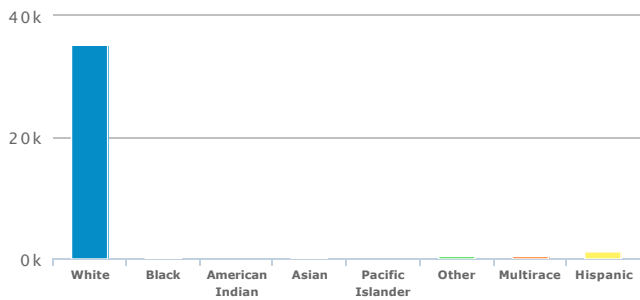 40k
20k
0k
White Black American Asian Pacific Other Multirace Hispanic
Indian Islander